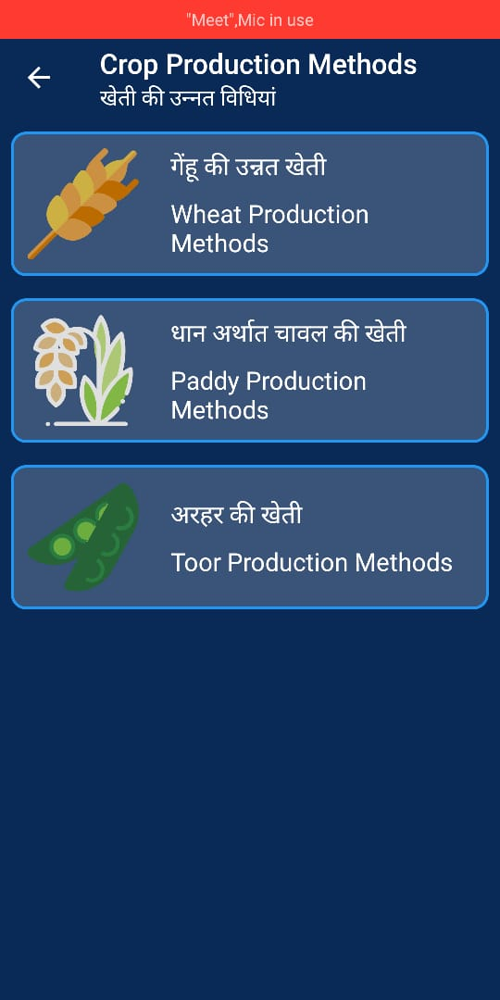 "Meet",Mic in use
Crop Production Methods
खेती की उन्नत विधियां
गेंहू की उन्नत खेती
Wheat Production
Methods
धान अर्थात चावल की खेती
Paddy Production
Methods
अरहर की खेती
Toor Production Methods